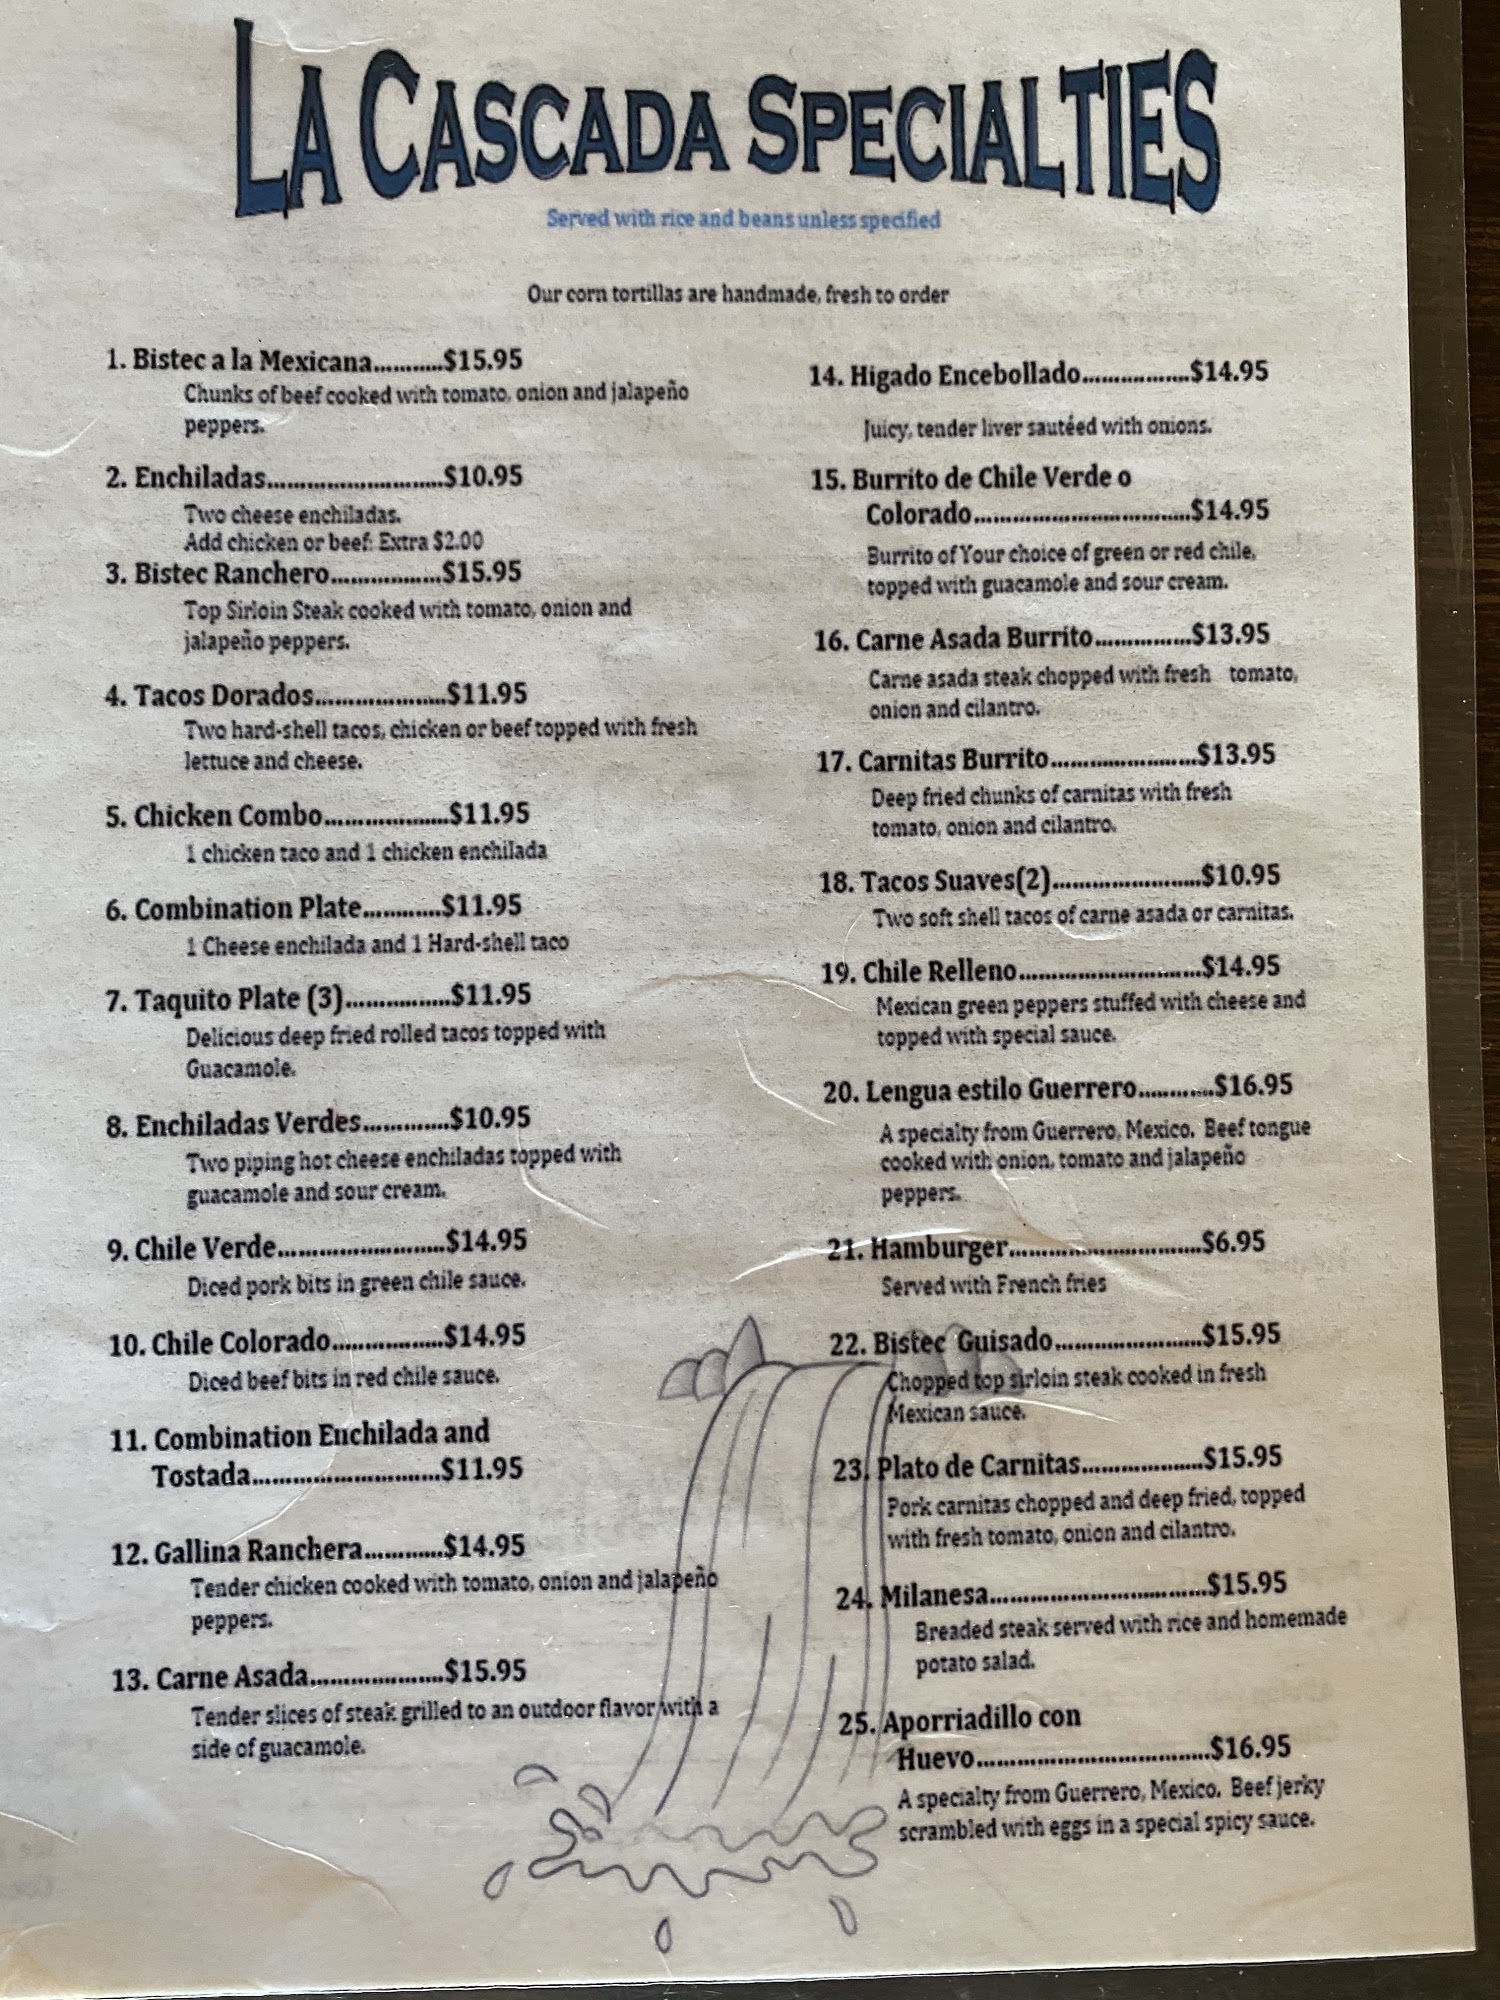 LA CASCADA SPECIALTIES
Served with rice and beans unless specified
Our corn tortillas are handmade, fresh to order
1. Bistec a la Mexicana...........$15.95
Chunks of beef cooked with tomato, onion and jalapeño
peppers.
2. Enchiladas............................$10.95
Two cheese enchiladas.
Add chicken or beef: Extra $2.00
3. Bistec Ranchero..................$15.95
Top Sirloin Steak cooked with tomato, onion and
jalapeño peppers.
4. Tacos Dorados.....................$11.95
Two hard-shell tacos, chicken or beef topped with fresh
lettuce and cheese.
5. Chicken Combo....................$11.95
1 chicken taco and 1 chicken enchilada
6. Combination Plate............$11.95
1 Cheese enchilada and 1 Hard-shell taco
7. Taquito Plate (3)................$11.95
Delicious deep fried rolled tacos topped with
Guacamole.
8. Enchiladas Verdes..............$10.95
Two piping hot cheese enchiladas topped with
guacamole and sour cream.
9. Chile Verde..........................$14.95
Diced pork bits in green chile sauce.
10. Chile Colorado..................$14.95
Diced beef bits in red chile sauce.
11. Combination Enchilada and
Tostada..............................$11.95
12. Gallina Ranchera.............$14.95
Tender chicken cooked with tomato, onion and jalapeño
peppers.
13. Carne Asada.....................$15.95
Tender slices of steak grilled to an outdoor flavor with a
side of guacamole.
14. Higado Encebollado.................$14.95
Juicy, tender liver sautéed with onions.
15. Burrito de Chile Verde o
Colorado..................................$14.95
Burrito of Your choice of green or red chile,
topped with guacamole and sour cream.
16. Carne Asada Burrito................$13.95
Carne asada steak chopped with fresh tomato,
onion and cilantro.
17. Carnitas Burrito.......................$13.95
Deep fried chunks of carnitas with fresh
tomato, onion and cilantro.
18. Tacos Suaves(2)........................$10.95
Two soft shell tacos of carne asada or carnitas.
19. Chile Relleno.............................$14.95
Mexican green peppers stuffed with cheese and
topped with special sauce.
20. Lengua estilo Guerrero............$16.95
A specialty from Guerrero, Mexico. Beef tongue
cooked with onion, tomato and jalapeño
peppers.
21. Hamburger...............................$6.95
Served with French fries
22. Bistec Guisado........................$15.95
Chopped top sirloin steak cooked in fresh
Mexican sauce.
23. Plato de Carnitas....................$15.95
Pork carnitas chopped and deep fried, topped
with fresh tomato, onion and cilantro.
24. Milanesa...................................$15.95
Breaded steak served with rice and homemade
potato salad.
25. Aporriadillo con
Huevo.....................................$16.95
A specialty from Guerrero, Mexico. Beef jerky
scrambled with eggs in a special spicy sauce.